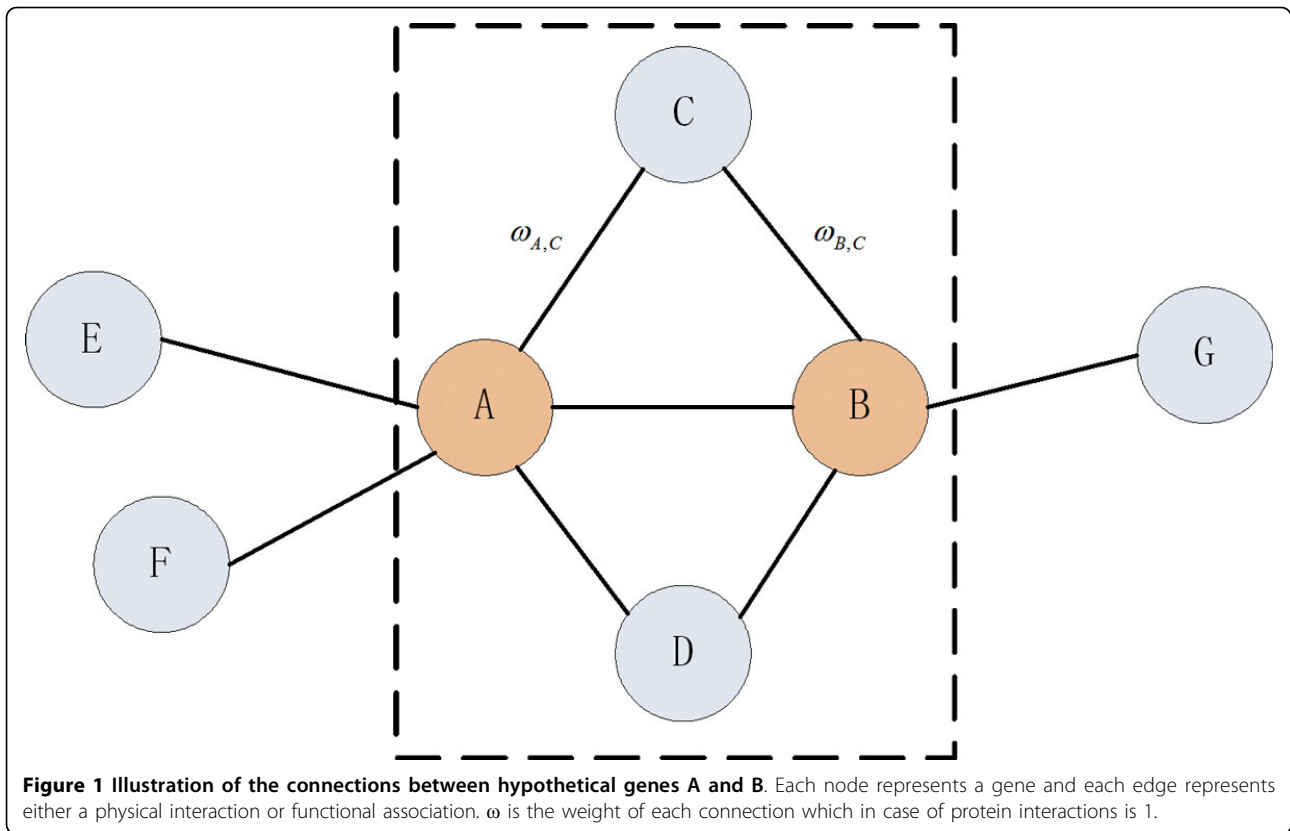 C
ω_{A,C}
ω_{B,C}
E
G
A
B
F
D
Figure 1 Illustration of the connections between hypothetical genes A and B. Each node represents a gene and each edge represents
either a physical interaction or functional association. ω is the weight of each connection which in case of protein interactions is 1.